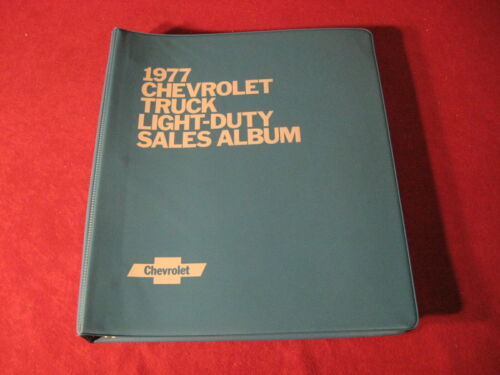 1977
CHEVROLET
TRUCK
LIGHT-DUTY
SALES ALBUM
Chevrolet